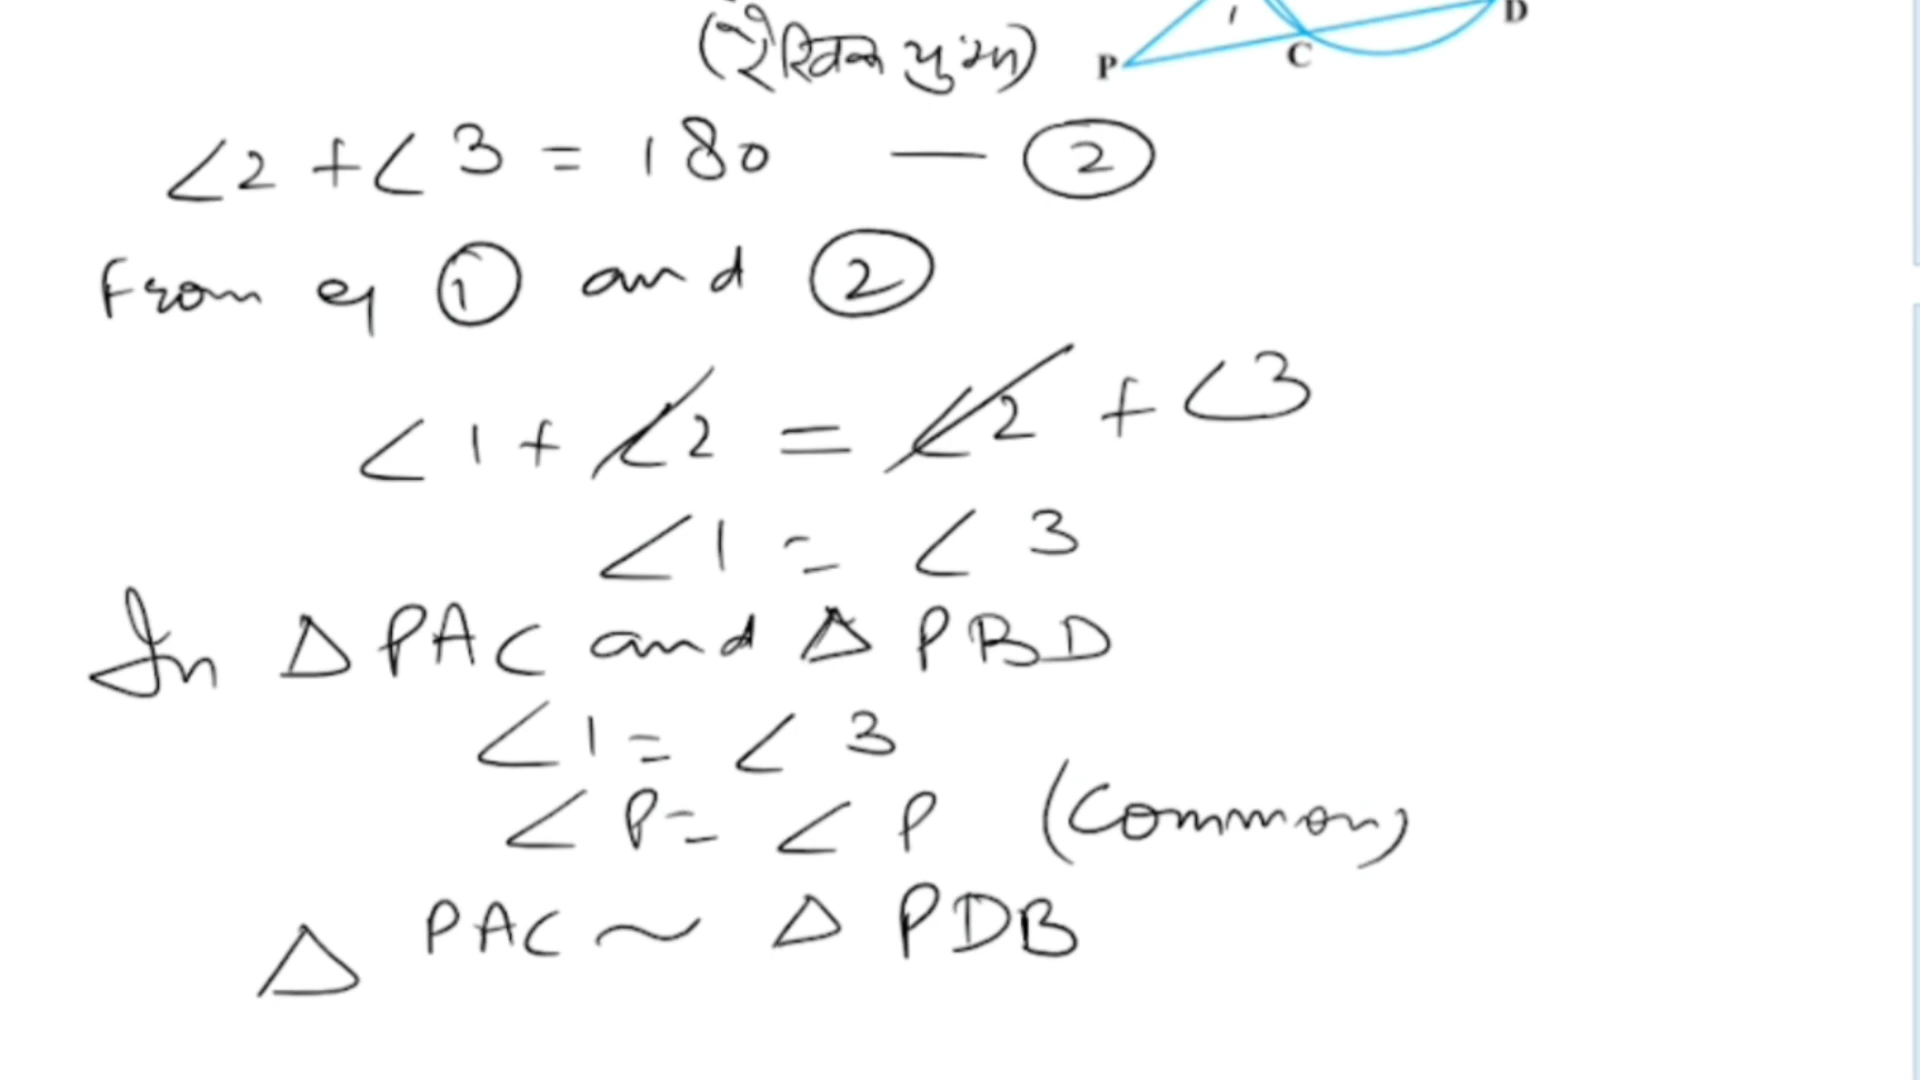 (रैखिक युग्म)
P
C
D
1
∠2 + ∠3 = 180 — ②
From eq ① and ②
∠1 + ∠2 = ∠2 + ∠3
∠1 = ∠3
In Δ PAC and Δ PBD
∠1 = ∠3
∠P = ∠P (Common)
Δ PAC ~ Δ PDB